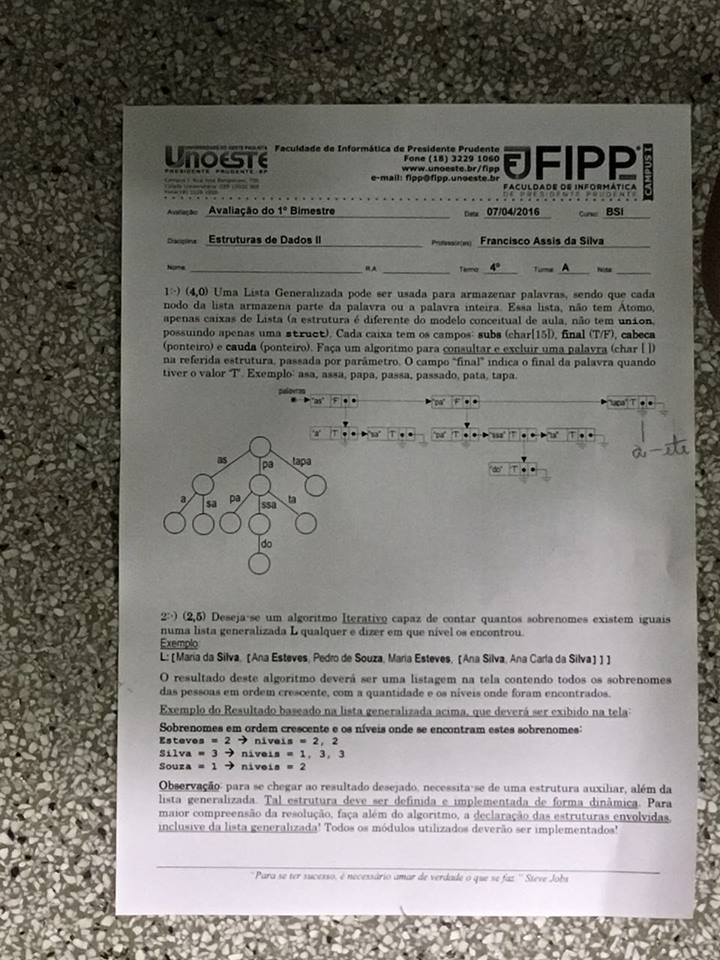 UNOESTE
PRESIDENTE PRUDENTE-SP
Faculdade de Informática de Presidente Prudente
Fone (18) 3229 1060
www.unoeste.br/fipp
e-mail: fipp@fipp.unoeste.br
FIPP
FACULDADE DE INFORMÁTICA
DE PRESIDENTE PRUDENTE
CAMPUS I
Avaliação: Avaliação do 1º Bimestre Data: 07/04/2016 Curso: BSI
Disciplina: Estruturas de Dados II Professor(es): Francisco Assis da Silva
Nome: R.A. Termo: 4º Turma: A Nota:
1:-) (4,0) Uma Lista Generalizada pode ser usada para armazenar palavras, sendo que cada
nodo da lista armazena parte da palavra ou a palavra inteira. Essa lista, não tem Átomo,
apenas caixas de Lista (a estrutura é diferente do modelo conceitual de aula, não tem union,
possuindo apenas uma struct). Cada caixa tem os campos: subs (char[15]), final (T/F), cabeca
(ponteiro) e cauda (ponteiro). Faça um algoritmo para consultar e excluir uma palavra (char [ ])
na referida estrutura, passada por parâmetro. O campo "final" indica o final da palavra quando
tiver o valor 'T'. Exemplo: asa, assa, papa, passa, passado, pata, tapa.
palavras
"as" 'F' "pa" 'F' "tapa" 'T'
"a" 'T' "sa" 'T' "pa" 'T' "ssa" 'T' "ta" 'T'
"do" 'T'
as pa tapa
a sa pa ssa ta
do
2:-) (2,5) Deseja-se um algoritmo Iterativo capaz de contar quantos sobrenomes existem iguais
numa lista generalizada L qualquer e dizer em que nível os encontrou.
Exemplo:
L: [Maria da Silva, [Ana Esteves, Pedro de Souza, Maria Esteves, [Ana Silva, Ana Carla da Silva] ] ]
O resultado deste algoritmo deverá ser uma listagem na tela contendo todos os sobrenomes
das pessoas em ordem crescente, com a quantidade e os níveis onde foram encontrados.
Exemplo do Resultado baseado na lista generalizada acima, que deverá ser exibido na tela:
Sobrenomes em ordem crescente e os níveis onde se encontram estes sobrenomes:
Esteves = 2 → niveis = 2, 2
Silva = 3 → niveis = 1, 3, 3
Souza = 1 → niveis = 2
Observação: para se chegar ao resultado desejado, necessita-se de uma estrutura auxiliar, além da
lista generalizada. Tal estrutura deve ser definida e implementada de forma dinâmica. Para
maior compreensão da resolução, faça além do algoritmo, a declaração das estruturas envolvidas,
inclusive da lista generalizada! Todos os módulos utilizados deverão ser implementados!
"Para se ter sucesso, é necessário amar de verdade o que se faz." Steve Jobs